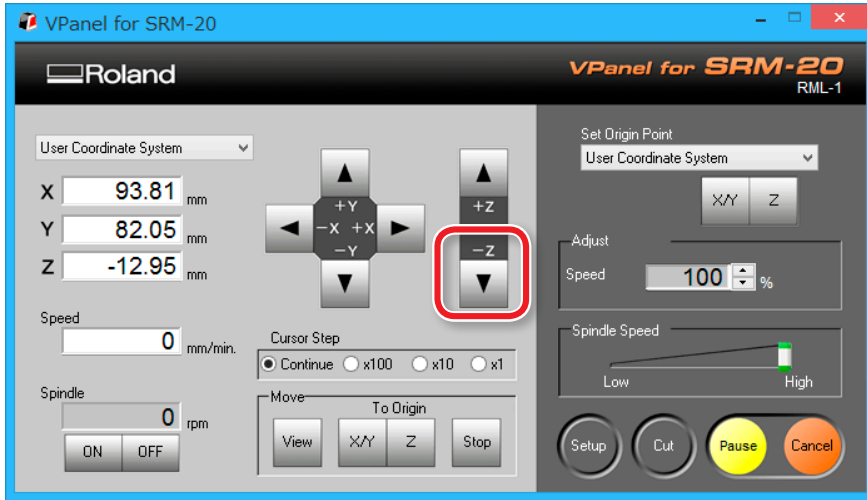 VPanel for SRM-20
Roland
VPanel for SRM-20
RML-1
User Coordinate System
X 93.81 mm
Y 82.05 mm
Z -12.95 mm
Speed
0 mm/min.
Spindle
0 rpm
ON OFF
+Y
-X +X
-Y
+Z
-Z
Cursor Step
Continue x100 x10 x1
Move
To Origin
View X/Y Z Stop
Set Origin Point
User Coordinate System
X/Y Z
Adjust
Speed 100 %
Spindle Speed
Low High
Setup Cut Pause Cancel